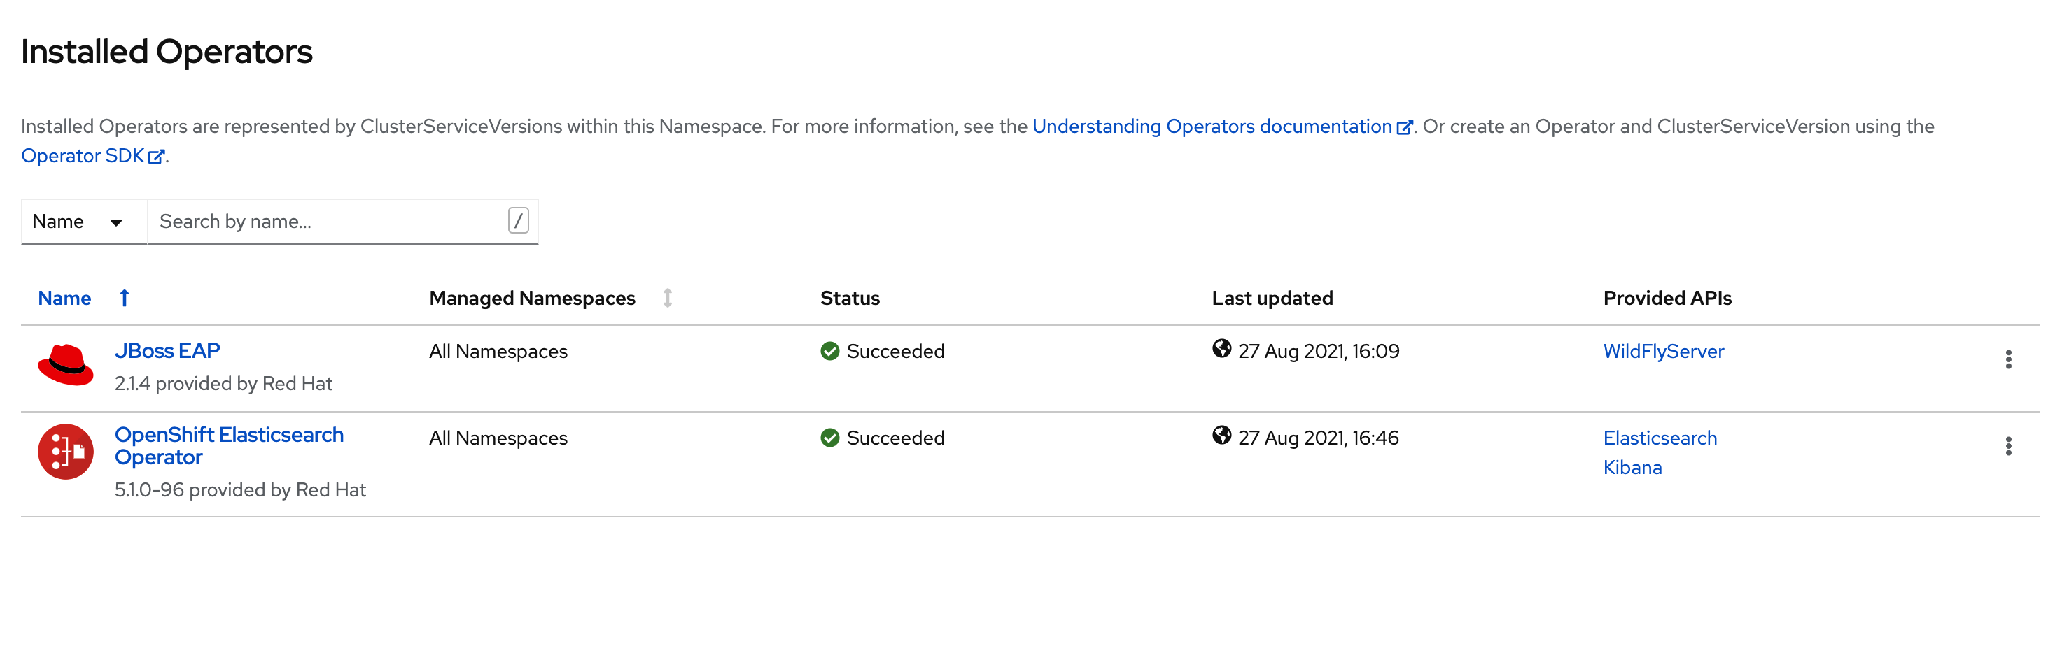 Installed Operators
Installed Operators are represented by ClusterServiceVersions within this Namespace. For more information, see the Understanding Operators documentation. Or create an Operator and ClusterServiceVersion using the
Operator SDK.
Name Search by name... /
Name Managed Namespaces Status Last updated Provided APIs
JBoss EAP All Namespaces Succeeded 27 Aug 2021, 16:09 WildFlyServer
2.1.4 provided by Red Hat
OpenShift Elasticsearch All Namespaces Succeeded 27 Aug 2021, 16:46 Elasticsearch
Operator Kibana
5.1.0-96 provided by Red Hat